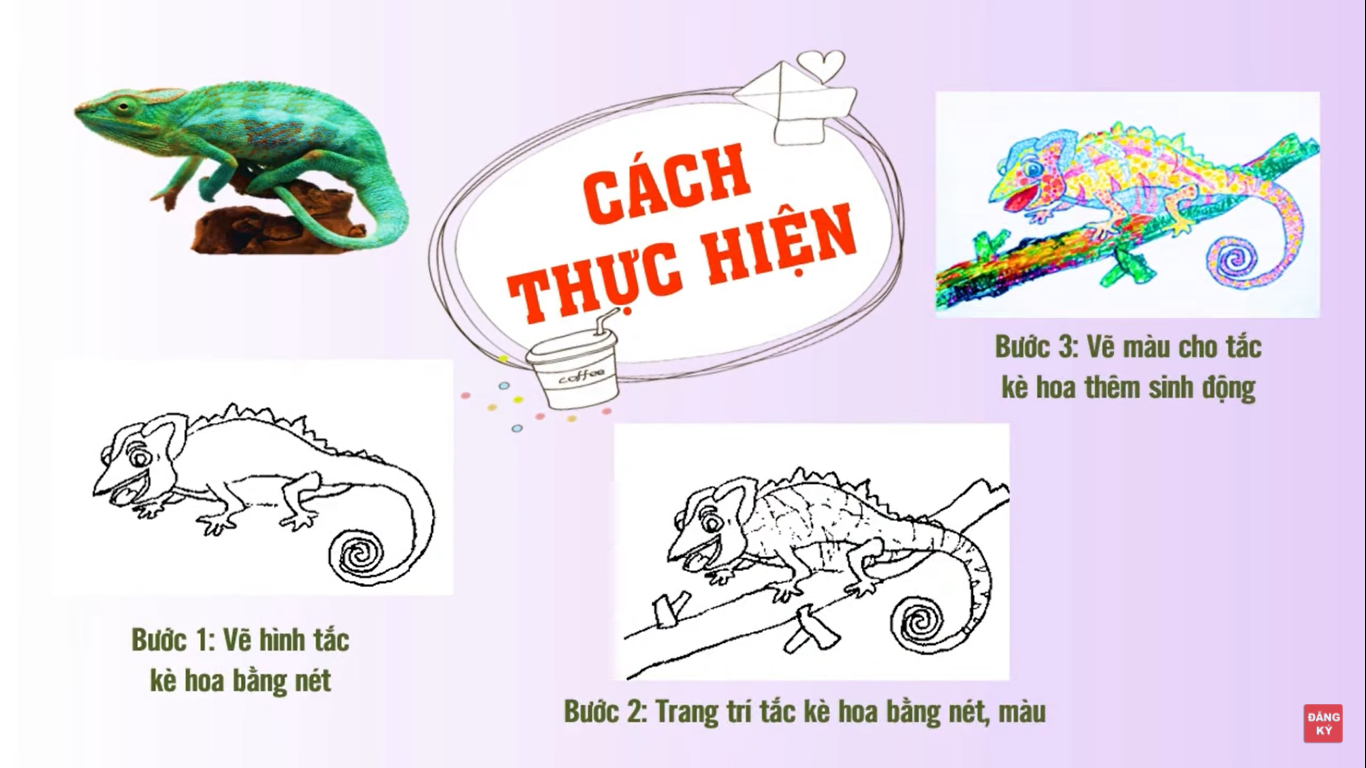 CÁCH
THỰC HIỆN
coffee
Bước 3: Vẽ màu cho tắc
kè hoa thêm sinh động
Bước 1: Vẽ hình tắc
kè hoa bằng nét
Bước 2: Trang trí tắc kè hoa bằng nét, màu
ĐĂNG
KÝ